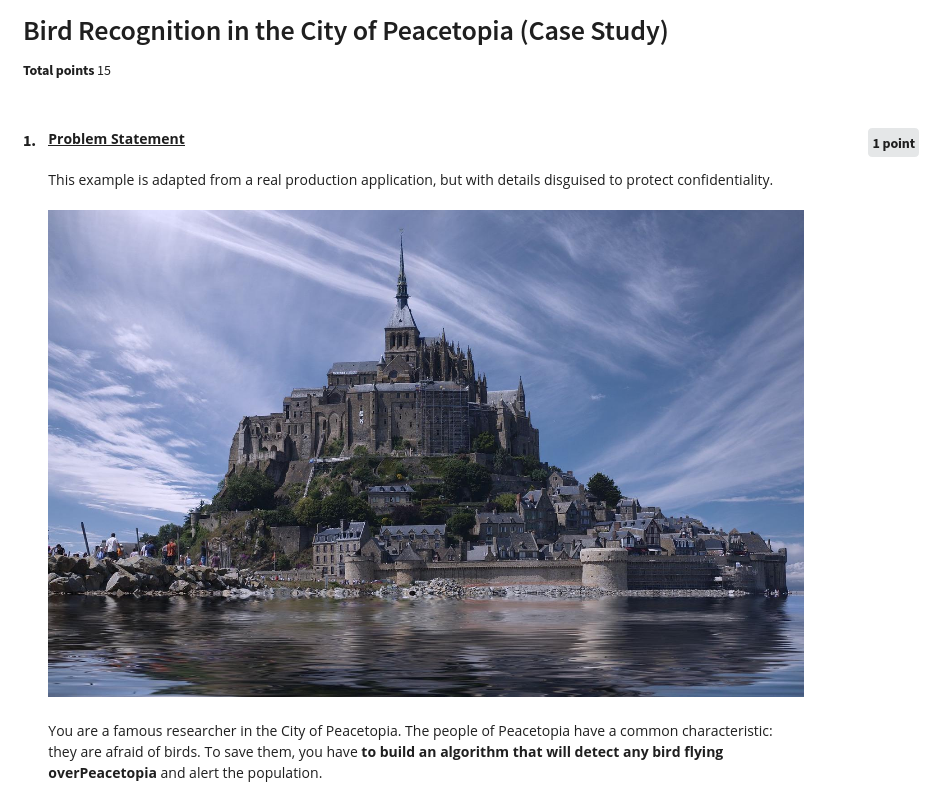 Bird Recognition in the City of Peacetopia (Case Study)
Total points 15
1. Problem Statement
1 point
This example is adapted from a real production application, but with details disguised to protect confidentiality.
You are a famous researcher in the City of Peacetopia. The people of Peacetopia have a common characteristic:
they are afraid of birds. To save them, you have to build an algorithm that will detect any bird flying
overPeacetopia and alert the population.